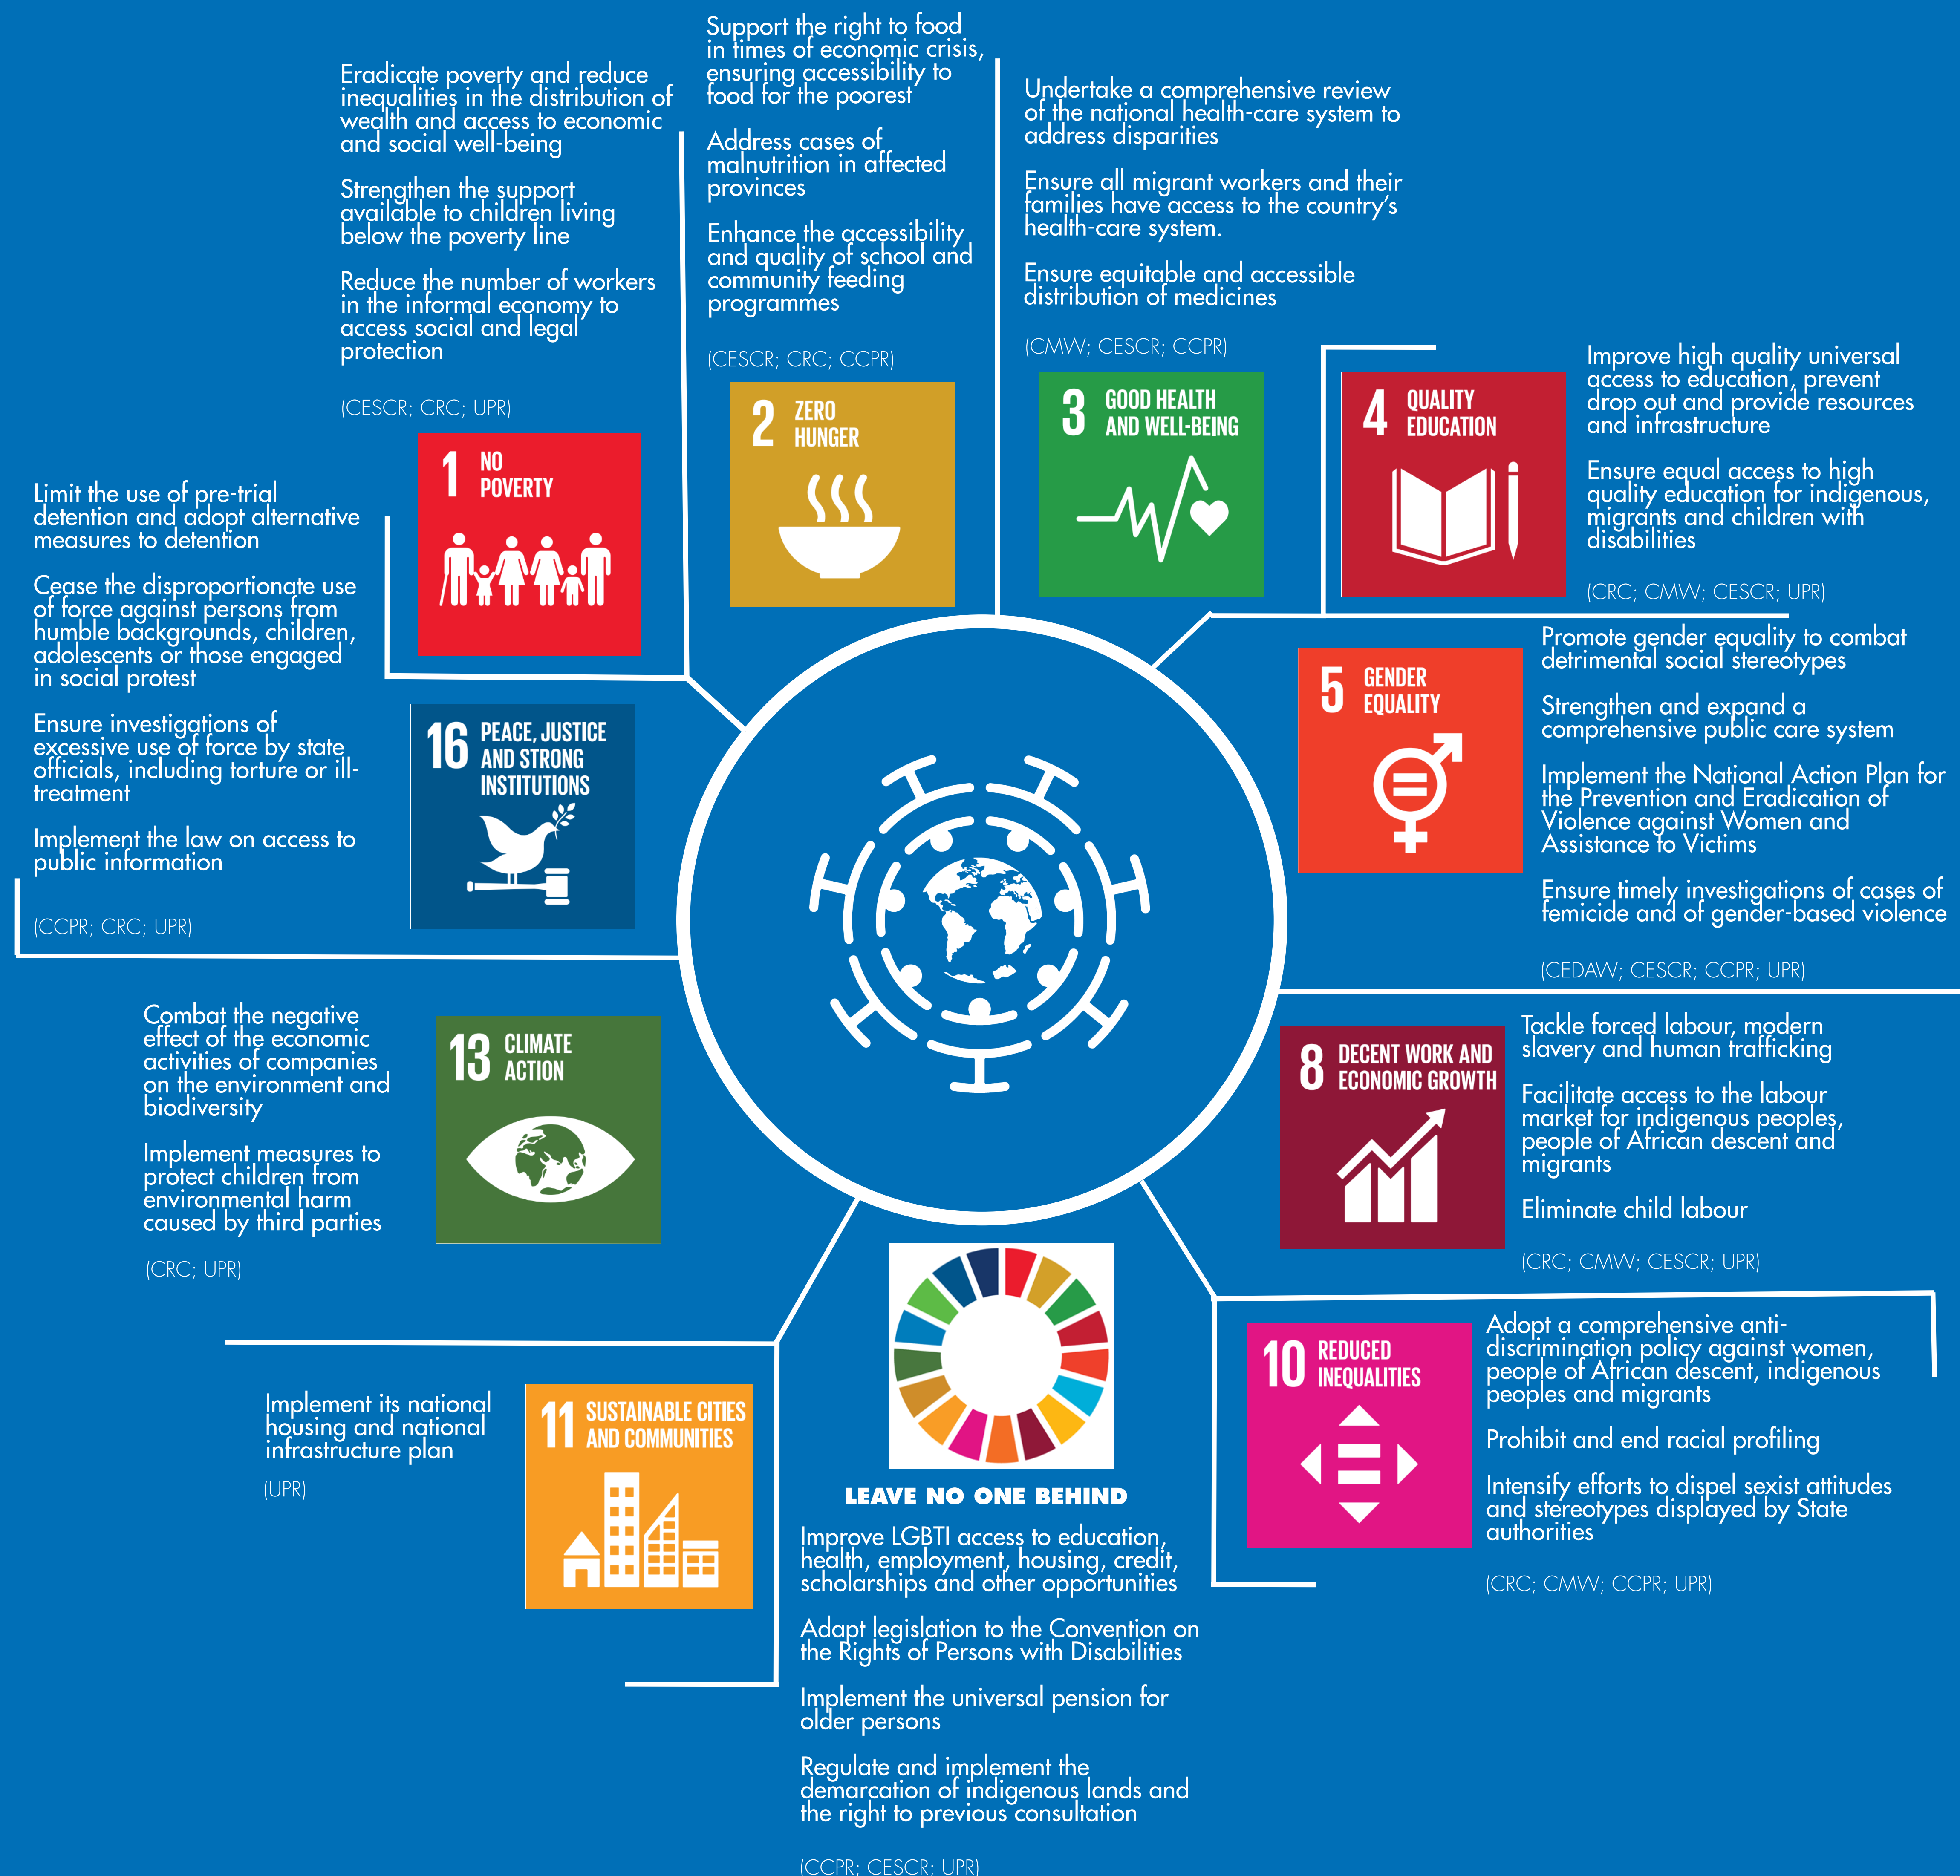 Support the right to food
in times of economic crisis,
ensuring accessibility to
food for the poorest
Address cases of
malnutrition in affected
provinces
Enhance the accessibility
and quality of school and
community feeding
programmes
(CESCR; CRC; CCPR)
2 ZERO
HUNGER
Eradicate poverty and reduce
inequalities in the distribution of
wealth and access to economic
and social well-being
Strengthen the support
available to children living
below the poverty line
Reduce the number of workers
in the informal economy to
access social and legal
protection
(CESCR; CRC; UPR)
1 NO
POVERTY
Undertake a comprehensive review
of the national health-care system to
address disparities
Ensure all migrant workers and their
families have access to the country's
health-care system.
Ensure equitable and accessible
distribution of medicines
(CMW; CESCR; CCPR)
3 GOOD HEALTH
AND WELL-BEING
4 QUALITY
EDUCATION
Improve high quality universal
access to education, prevent
drop out and provide resources
and infrastructure
Ensure equal access to high
quality education for indigenous,
migrants and children with
disabilities
(CRC; CMW; CESCR; UPR)
5 GENDER
EQUALITY
Promote gender equality to combat
detrimental social stereotypes
Strengthen and expand a
comprehensive public care system
Implement the National Action Plan for
the Prevention and Eradication of
Violence against Women and
Assistance to Victims
Ensure timely investigations of cases of
femicide and of gender-based violence
(CEDAW; CESCR; CCPR; UPR)
Limit the use of pre-trial
detention and adopt alternative
measures to detention
Cease the disproportionate use
of force against persons from
humble backgrounds, children,
adolescents or those engaged
in social protest
Ensure investigations of
excessive use of force by state
officials, including torture or ill-
treatment
Implement the law on access to
public information
(CCPR; CRC; UPR)
16 PEACE, JUSTICE
AND STRONG
INSTITUTIONS
Combat the negative
effect of the economic
activities of companies
on the environment and
biodiversity
Implement measures to
protect children from
environmental harm
caused by third parties
(CRC; UPR)
13 CLIMATE
ACTION
8 DECENT WORK AND
ECONOMIC GROWTH
Tackle forced labour, modern
slavery and human trafficking
Facilitate access to the labour
market for indigenous peoples,
people of African descent and
migrants
Eliminate child labour
(CRC; CMW; CESCR; UPR)
10 REDUCED
INEQUALITIES
Adopt a comprehensive anti-
discrimination policy against women,
people of African descent, indigenous
peoples and migrants
Prohibit and end racial profiling
Intensify efforts to dispel sexist attitudes
and stereotypes displayed by State
authorities
(CRC; CMW; CCPR; UPR)
Implement its national
housing and national
infrastructure plan
(UPR)
11 SUSTAINABLE CITIES
AND COMMUNITIES
LEAVE NO ONE BEHIND
Improve LGBTI access to education,
health, employment, housing, credit,
scholarships and other opportunities
Adapt legislation to the Convention on
the Rights of Persons with Disabilities
Implement the universal pension for
older persons
Regulate and implement the
demarcation of indigenous lands and
the right to previous consultation
(CCPR; CESCR; UPR)